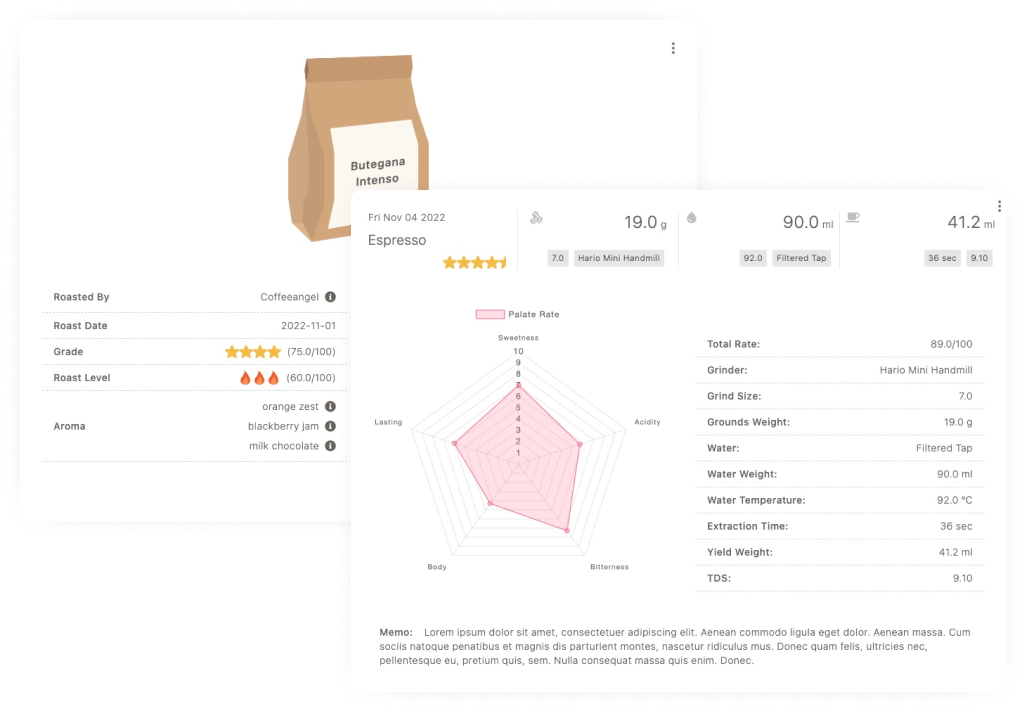 Butegana
Intenso
Roasted By Coffeeangel
Roast Date 2022-11-01
Grade (75.0/100)
Roast Level (60.0/100)
Aroma
orange zest
blackberry jam
milk chocolate
Fri Nov 04 2022
Espresso
19.0 g
7.0 Hario Mini Handmill
90.0 ml
92.0 Filtered Tap
41.2 ml
36 sec 9.10
Palate Rate
Sweetness
10
9
8
7
6
5
4
3
2
1
Acidity
Bitterness
Body
Lasting
Total Rate: 89.0/100
Grinder: Hario Mini Handmill
Grind Size: 7.0
Grounds Weight: 19.0 g
Water: Filtered Tap
Water Weight: 90.0 ml
Water Temperature: 92.0 °C
Extraction Time: 36 sec
Yield Weight: 41.2 ml
TDS: 9.10
Memo: Lorem ipsum dolor sit amet, consectetuer adipiscing elit. Aenean commodo ligula eget dolor. Aenean massa. Cum
sociis natoque penatibus et magnis dis parturient montes, nascetur ridiculus mus. Donec quam felis, ultricies nec,
pellentesque eu, pretium quis, sem. Nulla consequat massa quis enim. Donec.